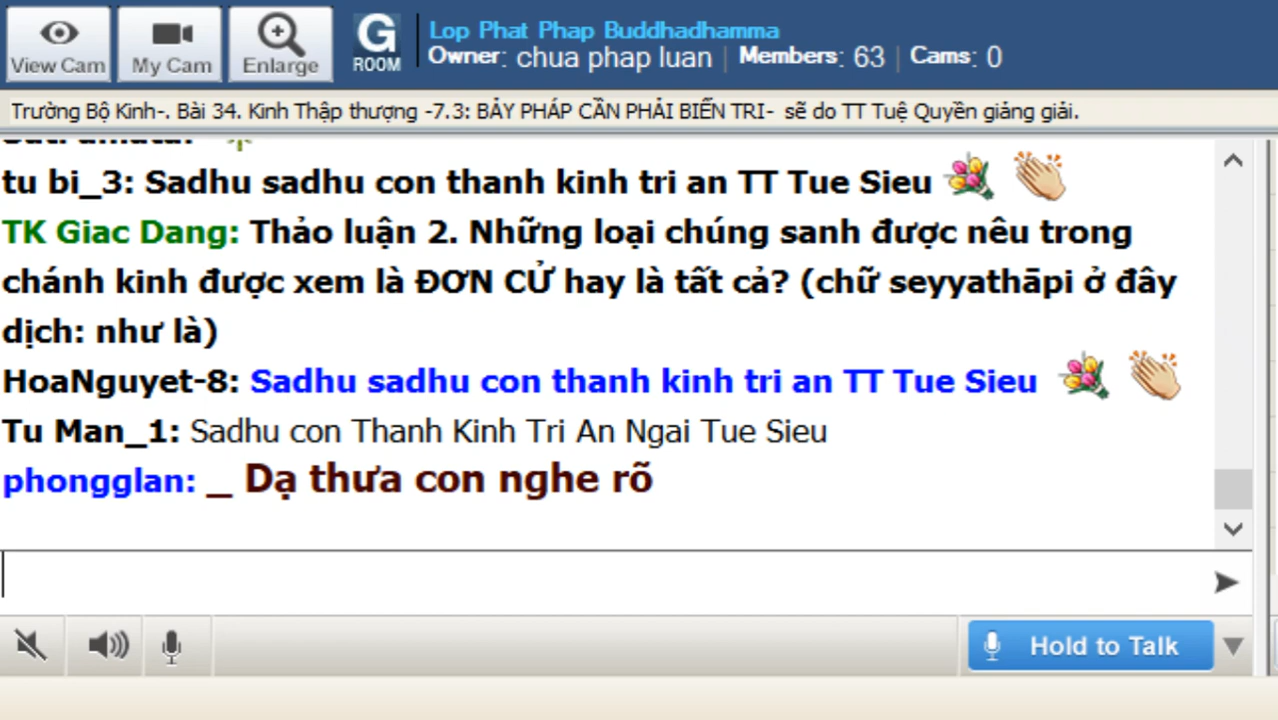 View Cam
My Cam
Enlarge
G
ROOM
Lop Phat Phap Buddhadhamma
Owner: chua phap luan | Members: 63 | Cams: 0
Trường Bộ Kinh-. Bài 34. Kinh Thập thượng -7.3: BẢY PHÁP CẦN PHẢI BIẾN TRI- sẽ do TT Tuệ Quyền giảng giải.
tu bi_3: Sadhu sadhu con thanh kinh tri an TT Tue Sieu
TK Giac Dang: Thảo luận 2. Những loại chúng sanh được nêu trong
chánh kinh được xem là ĐƠN CỬ hay là tất cả? (chữ seyyathāpi ở đây
dịch: như là)
HoaNguyet-8: Sadhu sadhu con thanh kinh tri an TT Tue Sieu
Tu Man_1: Sadhu con Thanh Kinh Tri An Ngai Tue Sieu
phongglan: _ Dạ thưa con nghe rõ
Hold to Talk